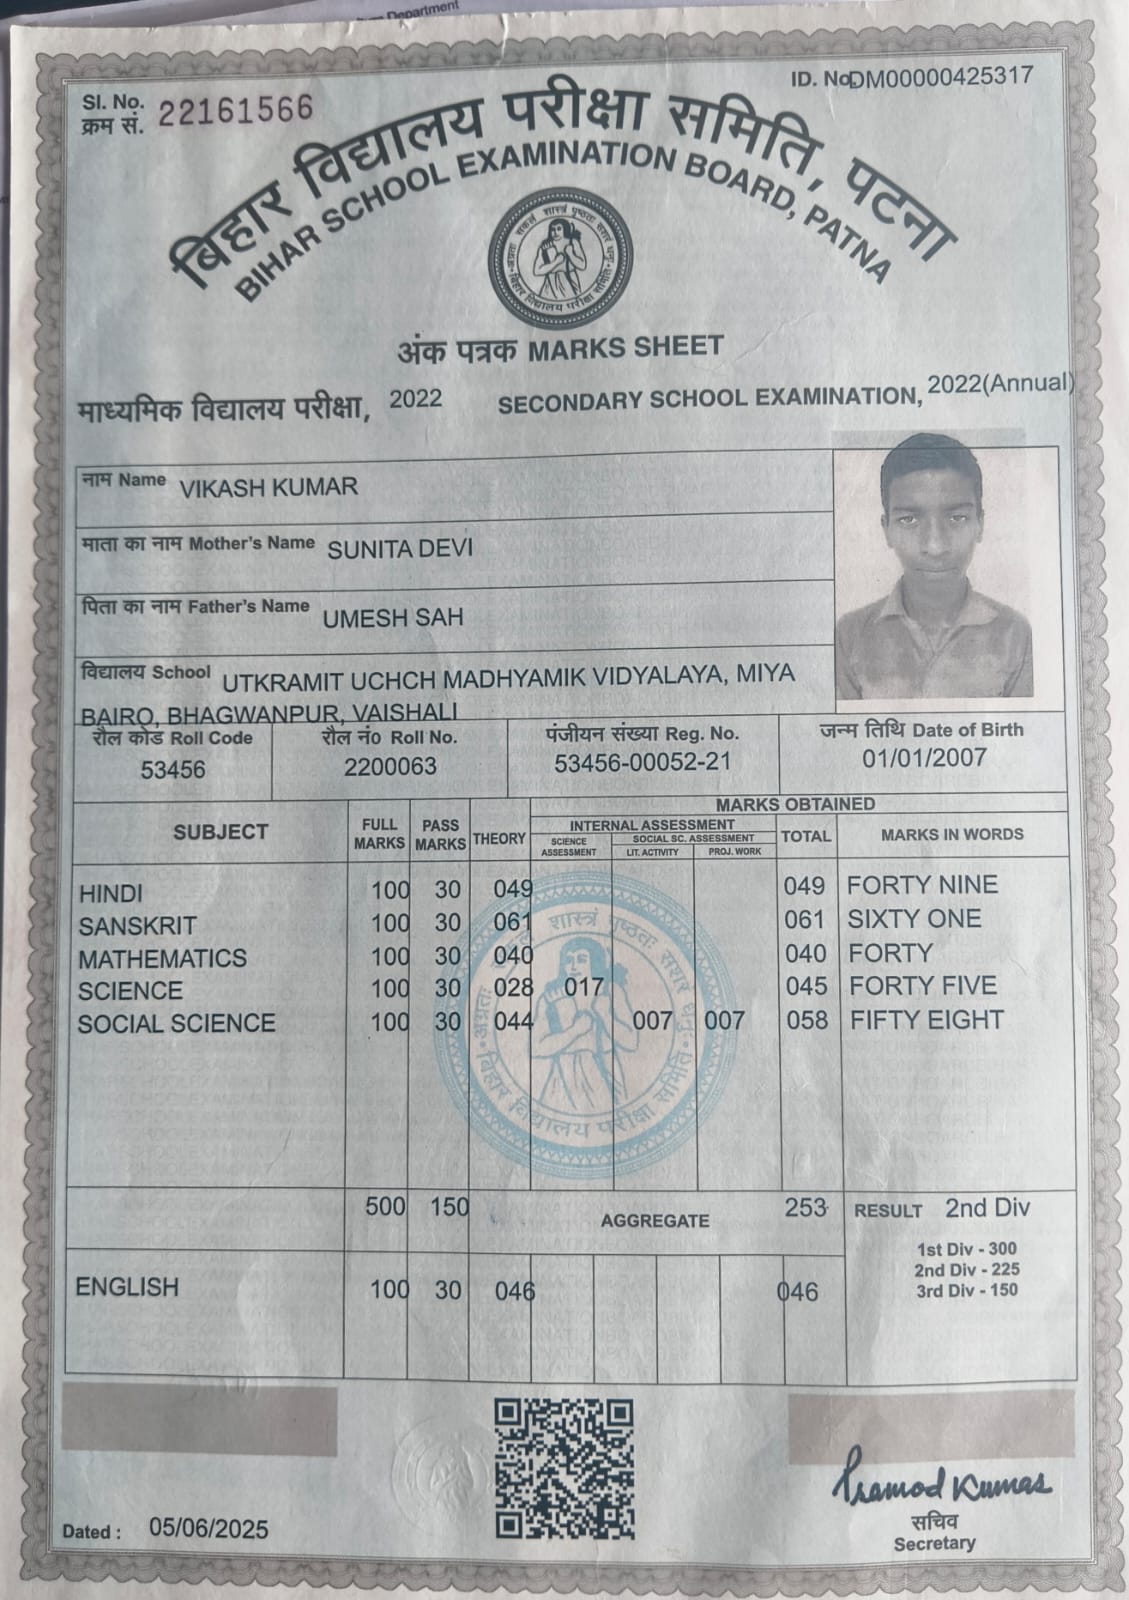 Department
Sl. No.
क्रम सं. 22161566
ID. No DM00000425317
बिहार विद्यालय परीक्षा समिति, पटना
BIHAR SCHOOL EXAMINATION BOARD, PATNA
अंक पत्रक MARKS SHEET
माध्यमिक विद्यालय परीक्षा, 2022 SECONDARY SCHOOL EXAMINATION, 2022(Annual)
नाम Name VIKASH KUMAR
माता का नाम Mother's Name SUNITA DEVI
पिता का नाम Father's Name UMESH SAH
विद्यालय School UTKRAMIT UCHCH MADHYAMIK VIDYALAYA, MIYA
BAIRO, BHAGWANPUR, VAISHALI
रौल कोड Roll Code रौल नं० Roll No. पंजीयन संख्या Reg. No. जन्म तिथि Date of Birth
53456 2200063 53456-00052-21 01/01/2007
MARKS OBTAINED
SUBJECT FULL MARKS PASS MARKS THEORY INTERNAL ASSESSMENT TOTAL MARKS IN WORDS
SCIENCE ASSESSMENT SOCIAL SC. ASSESSMENT
LIT. ACTIVITY PROJ. WORK
HINDI 100 30 049 049 FORTY NINE
SANSKRIT 100 30 061 061 SIXTY ONE
MATHEMATICS 100 30 040 040 FORTY
SCIENCE 100 30 028 017 045 FORTY FIVE
SOCIAL SCIENCE 100 30 044 007 007 058 FIFTY EIGHT
बिहार विद्यालय परीक्षा समिति
500 150 AGGREGATE 253 RESULT 2nd Div
1st Div - 300
2nd Div - 225
3rd Div - 150
ENGLISH 100 30 046 046
Pramod Kumar
Dated : 05/06/2025
सचिव
Secretary